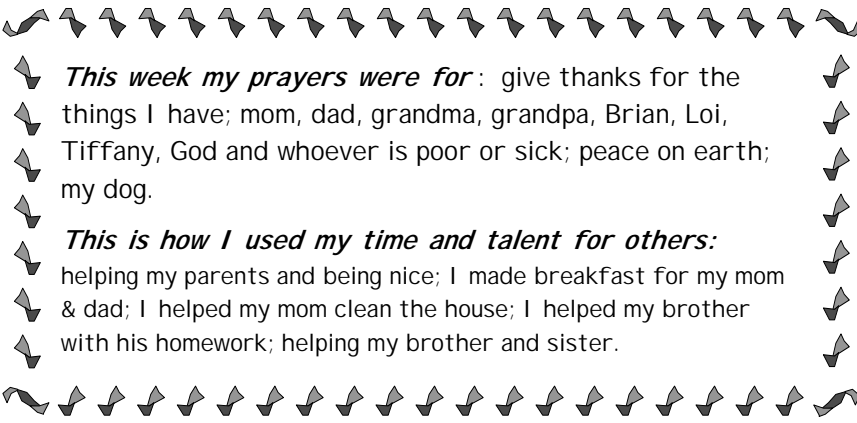 This week my prayers were for : give thanks for the
things I have; mom, dad, grandma, grandpa, Brian, Loi,
Tiffany, God and whoever is poor or sick; peace on earth;
my dog.
This is how I used my time and talent for others:
helping my parents and being nice; I made breakfast for my mom
& dad; I helped my mom clean the house; I helped my brother
with his homework; helping my brother and sister.